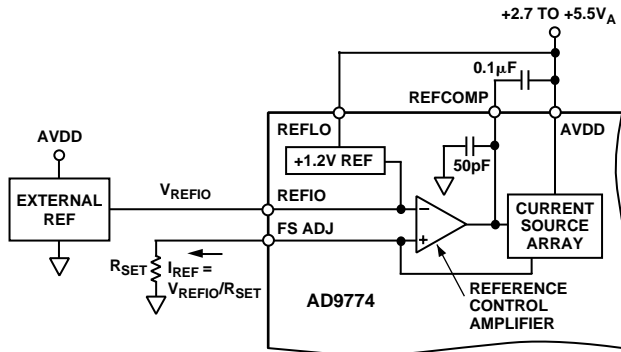 +2.7 TO +5.5V_A
0.1µF
REFCOMP
AVDD
REFLO
+1.2V REF
50pF
AVDD
EXTERNAL
REF
V_REFIO
REFIO
FS ADJ
−
+
CURRENT
SOURCE
ARRAY
R_SET
I_REF =
V_REFIO/R_SET
AD9774
REFERENCE
CONTROL
AMPLIFIER